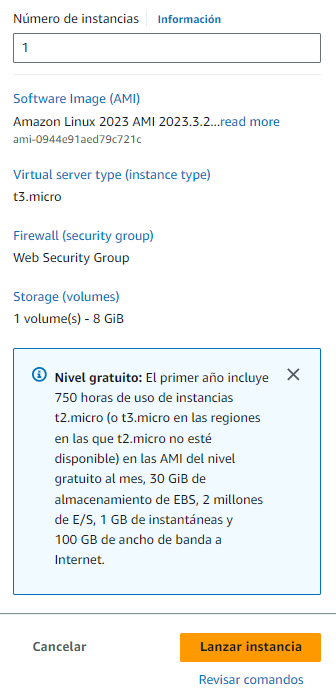 Número de instancias Información
1
Software Image (AMI)
Amazon Linux 2023 AMI 2023.3.2...read more
ami-0944e91aed79c721c
Virtual server type (instance type)
t3.micro
Firewall (security group)
Web Security Group
Storage (volumes)
1 volume(s) - 8 GiB
Nivel gratuito: El primer año incluye
750 horas de uso de instancias
t2.micro (o t3.micro en las regiones
en las que t2.micro no esté
disponible) en las AMI del nivel
gratuito al mes, 30 GiB de
almacenamiento de EBS, 2 millones
de E/S, 1 GB de instantáneas y
100 GB de ancho de banda a
Internet.
Cancelar Lanzar instancia
Revisar comandos